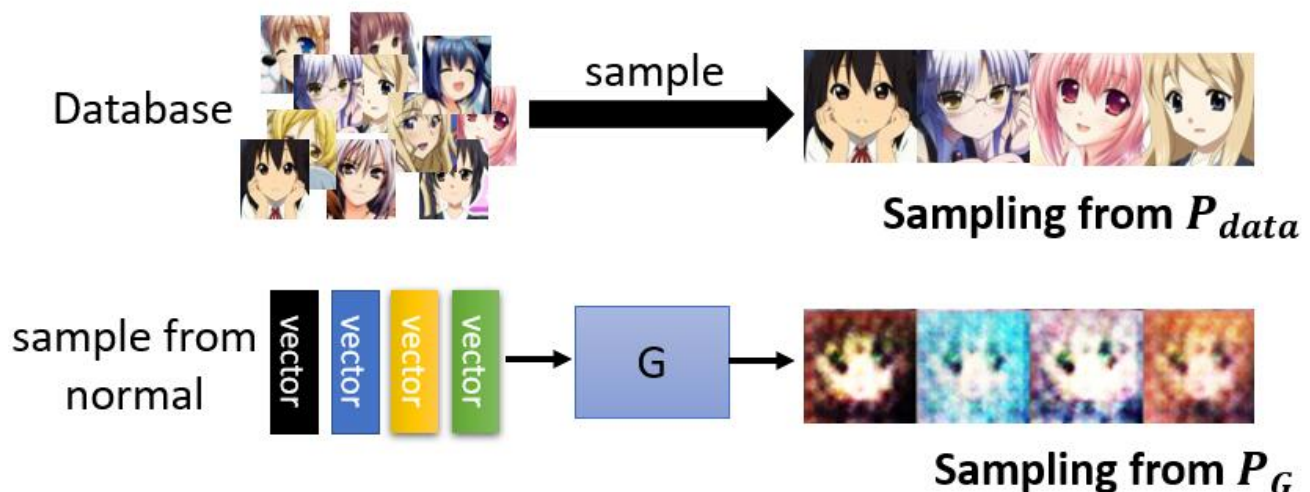 sample
Database
Sampling from P_data
vector vector vector vector
sample from
normal
G
Sampling from P_G